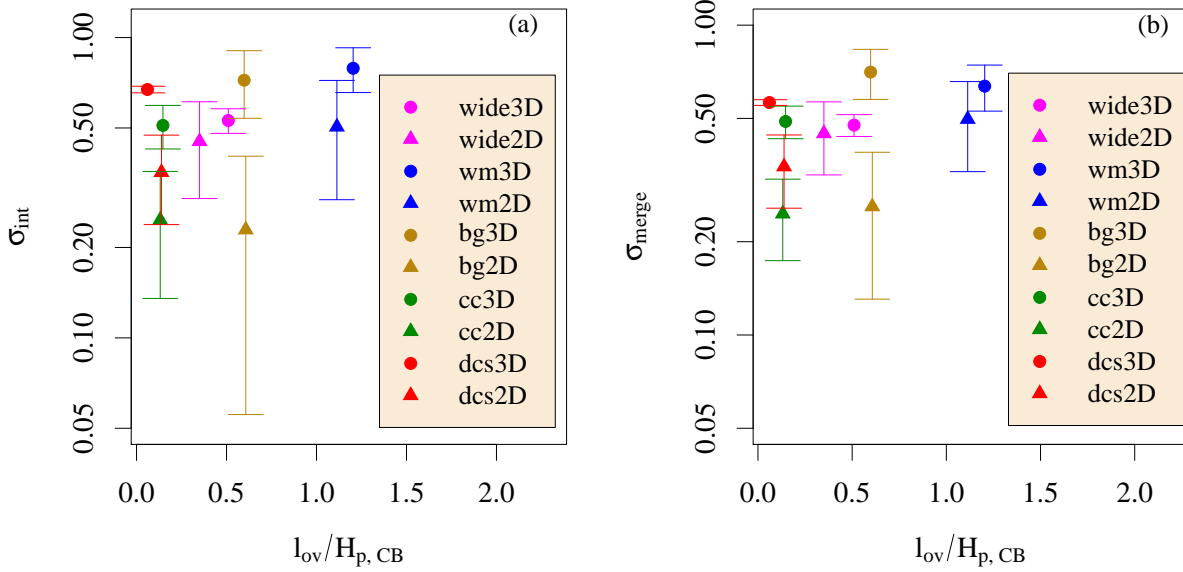 (a)
1.00
0.50
0.20
0.10
0.05
σint
wide3D
wide2D
wm3D
wm2D
bg3D
bg2D
cc3D
cc2D
dcs3D
dcs2D
0.0 0.5 1.0 1.5 2.0
lov/Hp, CB
(b)
1.00
0.50
0.20
0.10
0.05
σmerge
wide3D
wide2D
wm3D
wm2D
bg3D
bg2D
cc3D
cc2D
dcs3D
dcs2D
0.0 0.5 1.0 1.5 2.0
lov/Hp, CB